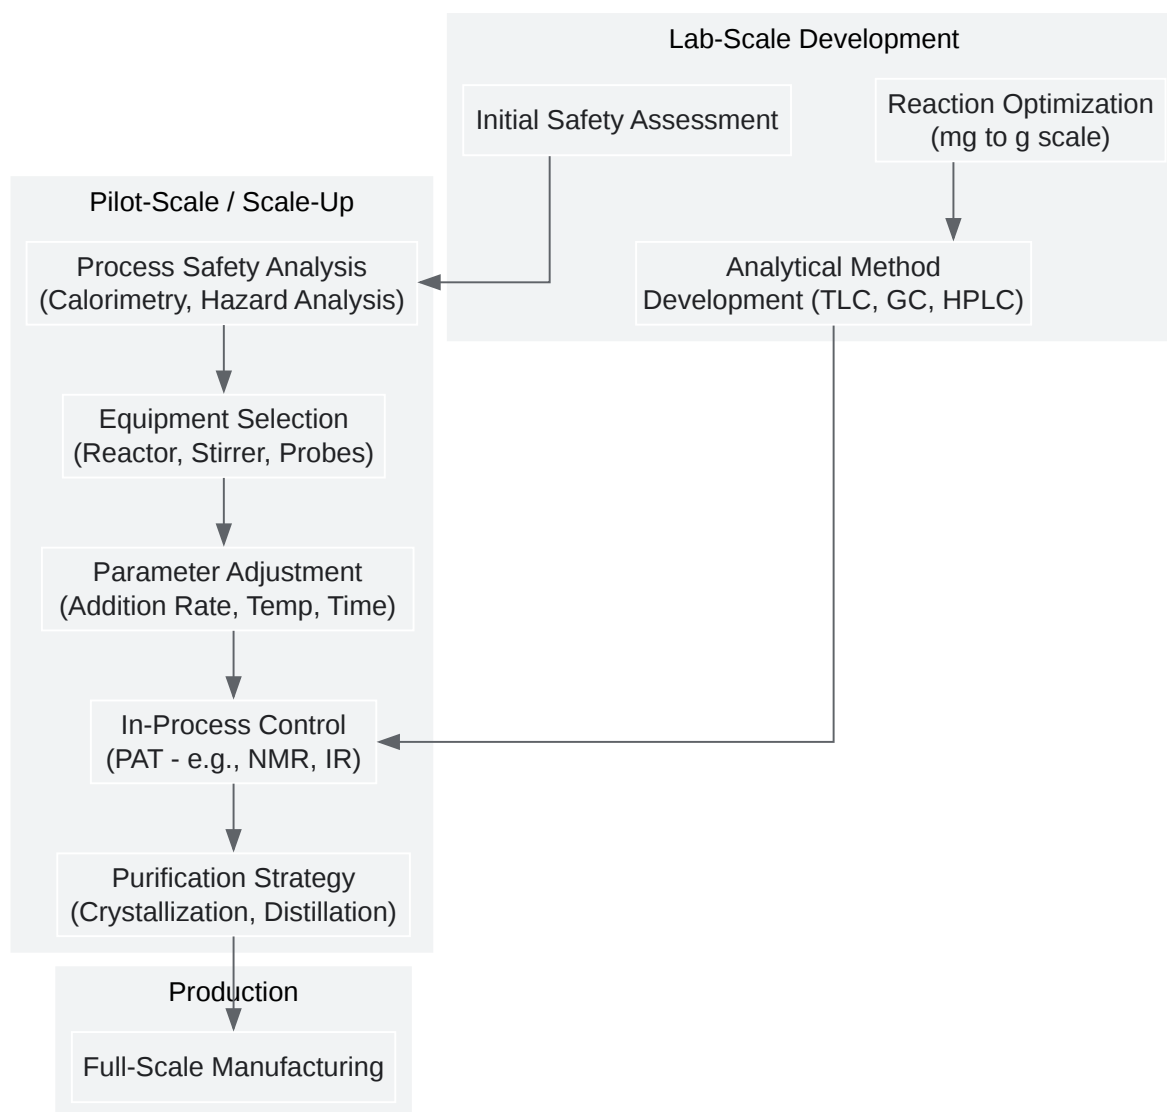 Lab-Scale Development
Initial Safety Assessment
Reaction Optimization
(mg to g scale)
Analytical Method
Development (TLC, GC, HPLC)
Pilot-Scale / Scale-Up
Process Safety Analysis
(Calorimetry, Hazard Analysis)
Equipment Selection
(Reactor, Stirrer, Probes)
Parameter Adjustment
(Addition Rate, Temp, Time)
In-Process Control
(PAT - e.g., NMR, IR)
Purification Strategy
(Crystallization, Distillation)
Production
Full-Scale Manufacturing